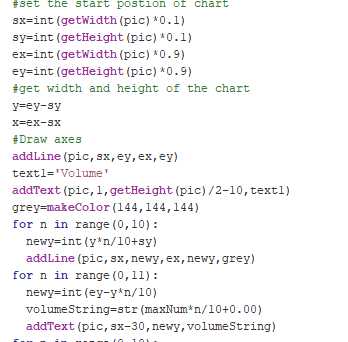 #set the start postion of chart
sx=int(getWidth(pic)*0.1)
sy=int(getHeight(pic)*0.1)
ex=int(getWidth(pic)*0.9)
ey=int(getHeight(pic)*0.9)
#get width and height of the chart
y=ey-sy
x=ex-sx
#Draw axes
addLine(pic,sx,ey,ex,ey)
text1='Volume'
addText(pic,1,getHeight(pic)/2-10,text1)
grey=makeColor(144,144,144)
for n in range(0,10):
  newy=int(y*n/10+sy)
  addLine(pic,sx,newy,ex,newy,grey)
for n in range(0,11):
  newy=int(ey-y*n/10)
  volumeString=str(maxNum*n/10+0.00)
  addText(pic,sx-30,newy,volumeString)